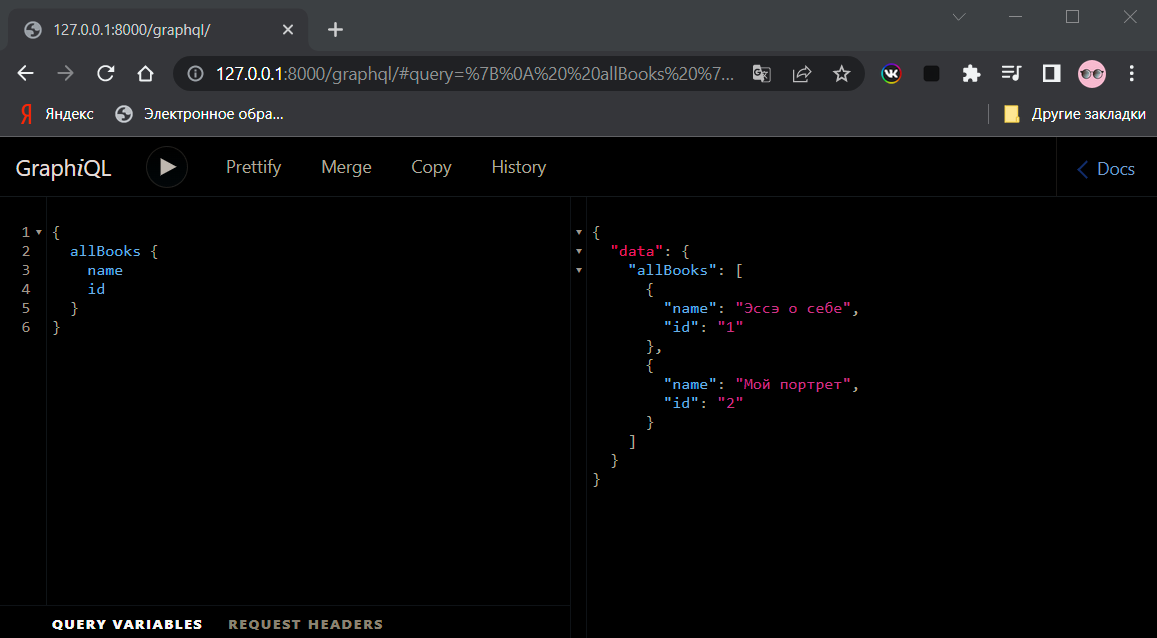 127.0.0.1:8000/graphql/
127.0.0.1:8000/graphql/#query=%7B%0A%20%20allBooks%20%7...
Яндекс
Электронное обра...
Другие закладки
GraphiQL
Prettify
Merge
Copy
History
Docs
1 {
2 allBooks {
3 name
4 id
5 }
6 }
{
"data": {
"allBooks": [
{
"name": "Эссэ о себе",
"id": "1"
},
{
"name": "Мой портрет",
"id": "2"
}
]
}
}
QUERY VARIABLES
REQUEST HEADERS